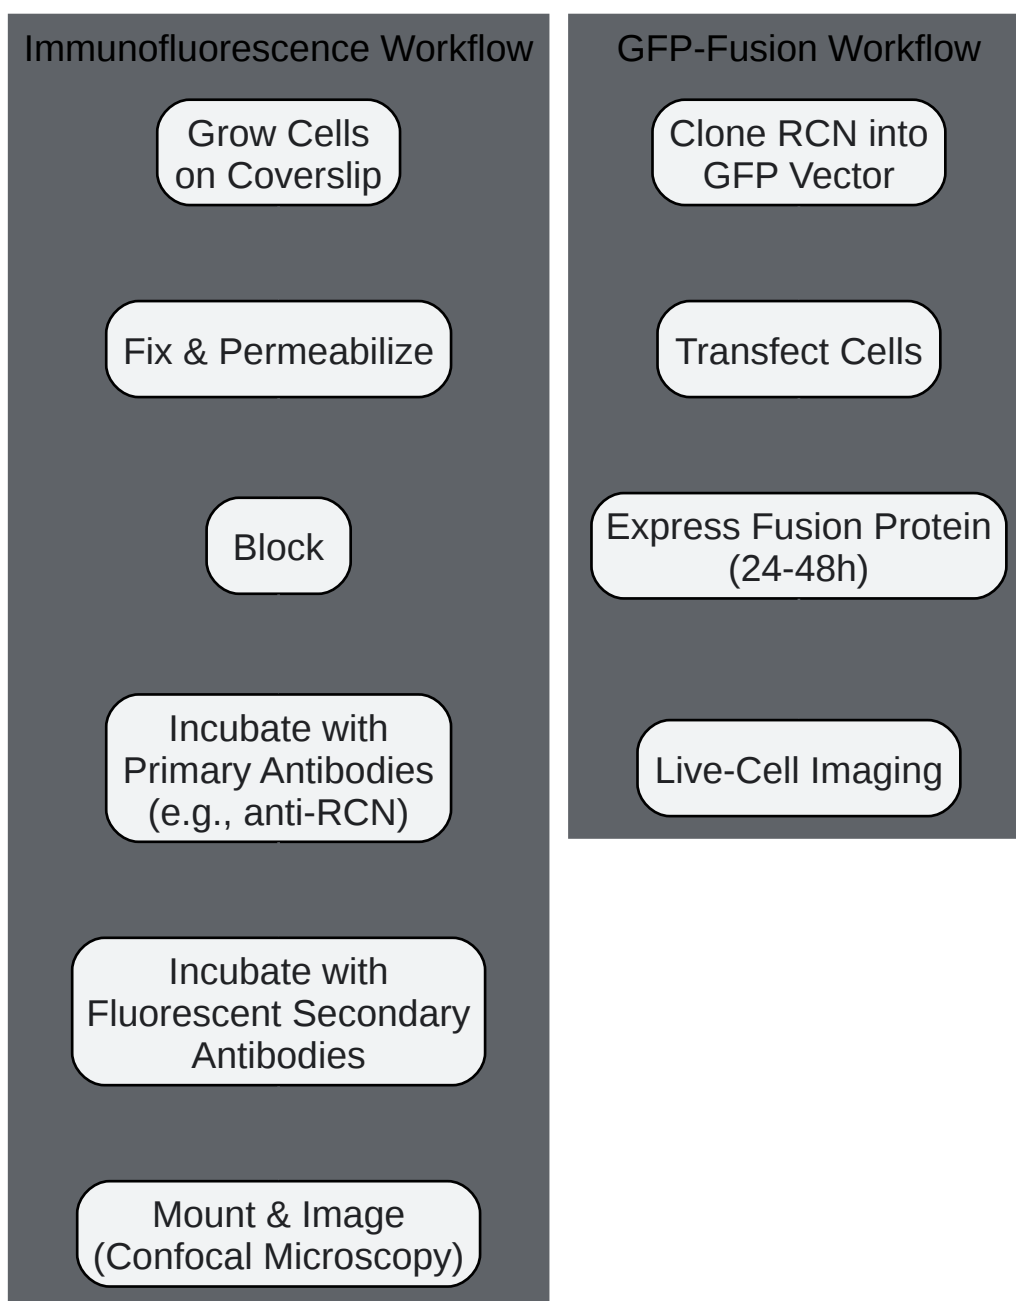 Immunofluorescence Workflow
Grow Cells
on Coverslip
Fix & Permeabilize
Block
Incubate with
Primary Antibodies
(e.g., anti-RCN)
Incubate with
Fluorescent Secondary
Antibodies
Mount & Image
(Confocal Microscopy)
GFP-Fusion Workflow
Clone RCN into
GFP Vector
Transfect Cells
Express Fusion Protein
(24-48h)
Live-Cell Imaging